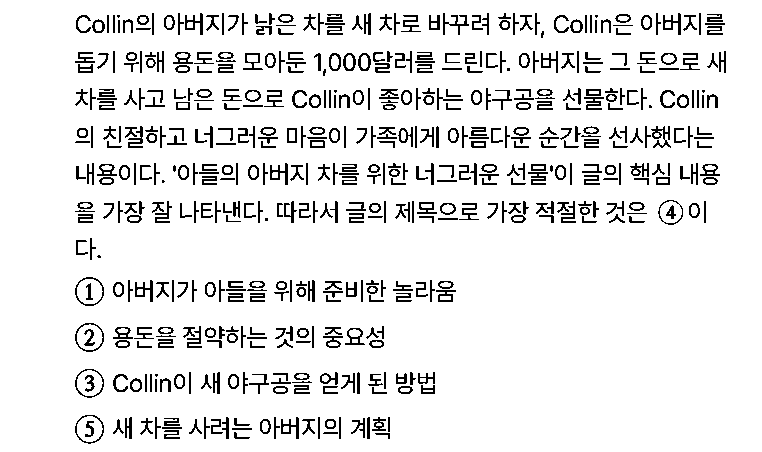 Collin의 아버지가 낡은 차를 새 차로 바꾸려 하자, Collin은 아버지를
돕기 위해 용돈을 모아둔 1,000달러를 드린다. 아버지는 그 돈으로 새
차를 사고 남은 돈으로 Collin이 좋아하는 야구공을 선물한다. Collin
의 친절하고 너그러운 마음이 가족에게 아름다운 순간을 선사했다는
내용이다. '아들의 아버지 차를 위한 너그러운 선물'이 글의 핵심 내용
을 가장 잘 나타낸다. 따라서 글의 제목으로 가장 적절한 것은 ④이
다.
① 아버지가 아들을 위해 준비한 놀라움
② 용돈을 절약하는 것의 중요성
③ Collin이 새 야구공을 얻게 된 방법
⑤ 새 차를 사려는 아버지의 계획